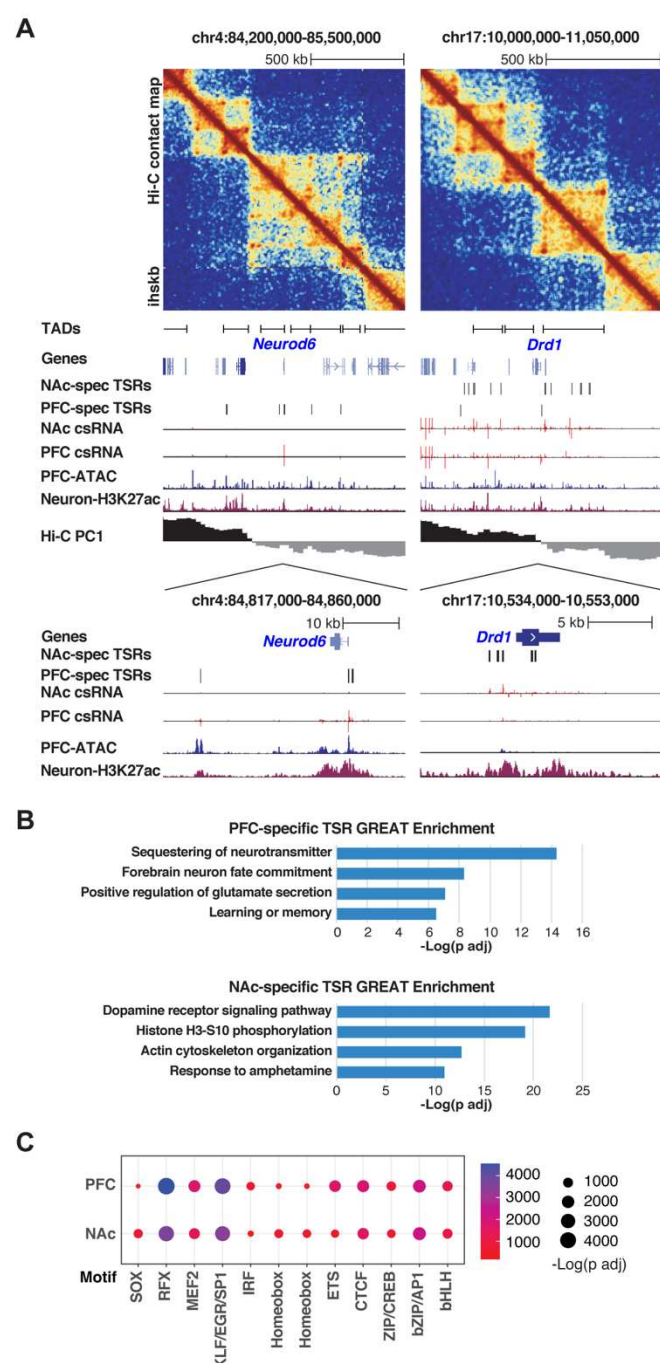 A
chr4:84,200,000-85,500,000
chr17:10,000,000-11,050,000
500 kb
500 kb
Hi-C contact map
ihskb
TADs
Neurod6
Drd1
Genes
NAc-spec TSRs
PFC-spec TSRs
NAc csRNA
PFC csRNA
PFC-ATAC
Neuron-H3K27ac
Hi-C PC1
chr4:84,817,000-84,860,000
chr17:10,534,000-10,553,000
10 kb
5 kb
Genes
Neurod6
Drd1
NAc-spec TSRs
PFC-spec TSRs
NAc csRNA
PFC csRNA
PFC-ATAC
Neuron-H3K27ac
B
PFC-specific TSR GREAT Enrichment
Sequestering of neurotransmitter
Forebrain neuron fate commitment
Positive regulation of glutamate secretion
Learning or memory
0 2 4 6 8 10 12 14 16
-Log(p adj)
NAc-specific TSR GREAT Enrichment
Dopamine receptor signaling pathway
Histone H3-S10 phosphorylation
Actin cytoskeleton organization
Response to amphetamine
0 5 10 15 20 25
-Log(p adj)
C
PFC
NAc
Motif
SOX
RFX
MEF2
KLF/EGR/SP1
IRF
Homeobox
Homeobox
ETS
CTCF
ZIP/CREB
bZIP/AP1
bHLH
4000
3000
2000
1000
1000
2000
3000
4000
-Log(p adj)